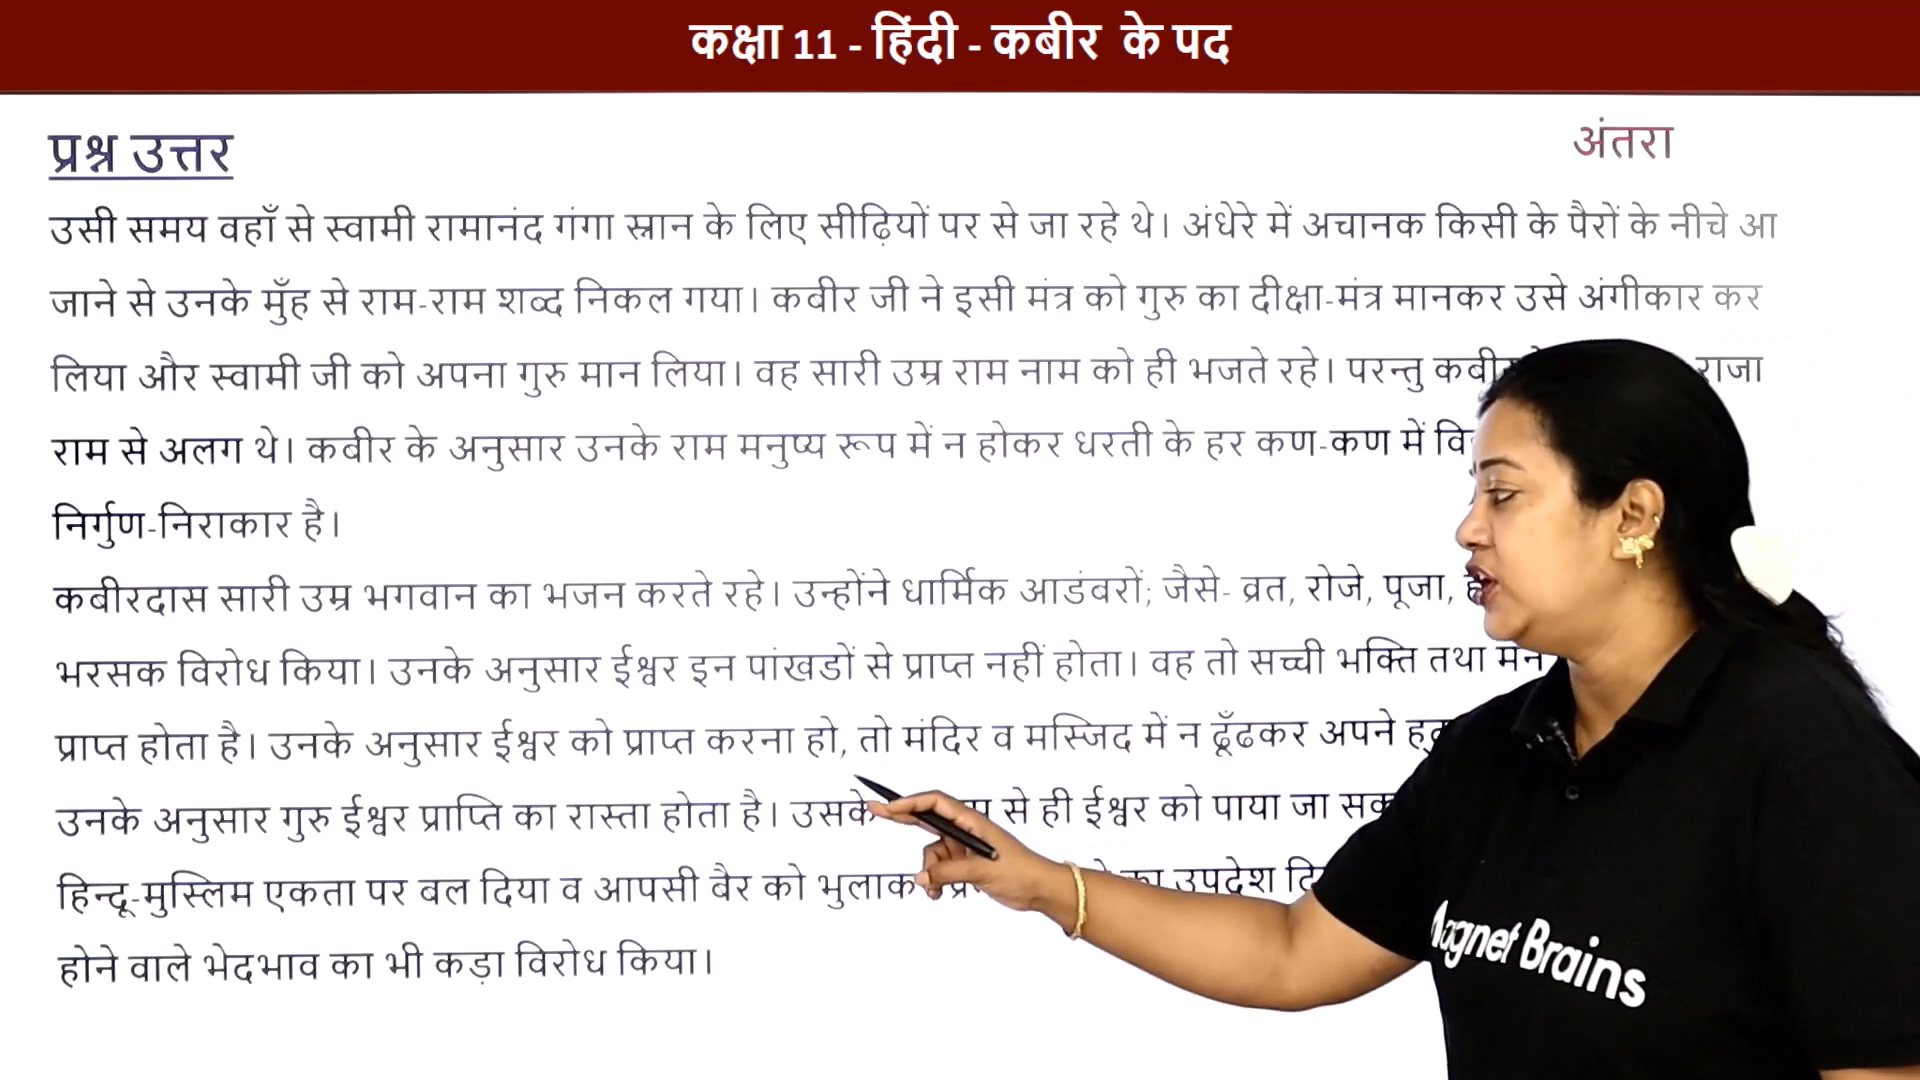 कक्षा 11 - हिंदी - कबीर के पद
प्रश्न उत्तर
अंतरा
उसी समय वहाँ से स्वामी रामानंद गंगा स्नान के लिए सीढ़ियों पर से जा रहे थे। अंधेरे में अचानक किसी के पैरों के नीचे आ
जाने से उनके मुँह से राम-राम शब्द निकल गया। कबीर जी ने इसी मंत्र को गुरु का दीक्षा-मंत्र मानकर उसे अंगीकार कर
लिया और स्वामी जी को अपना गुरु मान लिया। वह सारी उम्र राम नाम को ही भजते रहे। परन्तु राजा
राम से अलग थे। कबीर के अनुसार उनके राम मनुष्य रूप में न होकर धरती के हर कण-कण में
निर्गुण-निराकार है।
कबीरदास सारी उम्र भगवान का भजन करते रहे। उन्होंने धार्मिक आडंबरों; जैसे- व्रत, रोजे, पूजा,
भरसक विरोध किया। उनके अनुसार ईश्वर इन पांखडों से प्राप्त नहीं होता। वह तो सच्ची भक्ति तथा मन
प्राप्त होता है। उनके अनुसार ईश्वर को प्राप्त करना हो, तो मंदिर व मस्जिद में न ढूँढकर अपने
उनके अनुसार गुरु ईश्वर प्राप्ति का रास्ता होता है। उसके से ही ईश्वर को पाया जा
हिन्दू-मुस्लिम एकता पर बल दिया व आपसी बैर को का उपदेश
होने वाले भेदभाव का भी कड़ा विरोध किया।
Magnet Brains